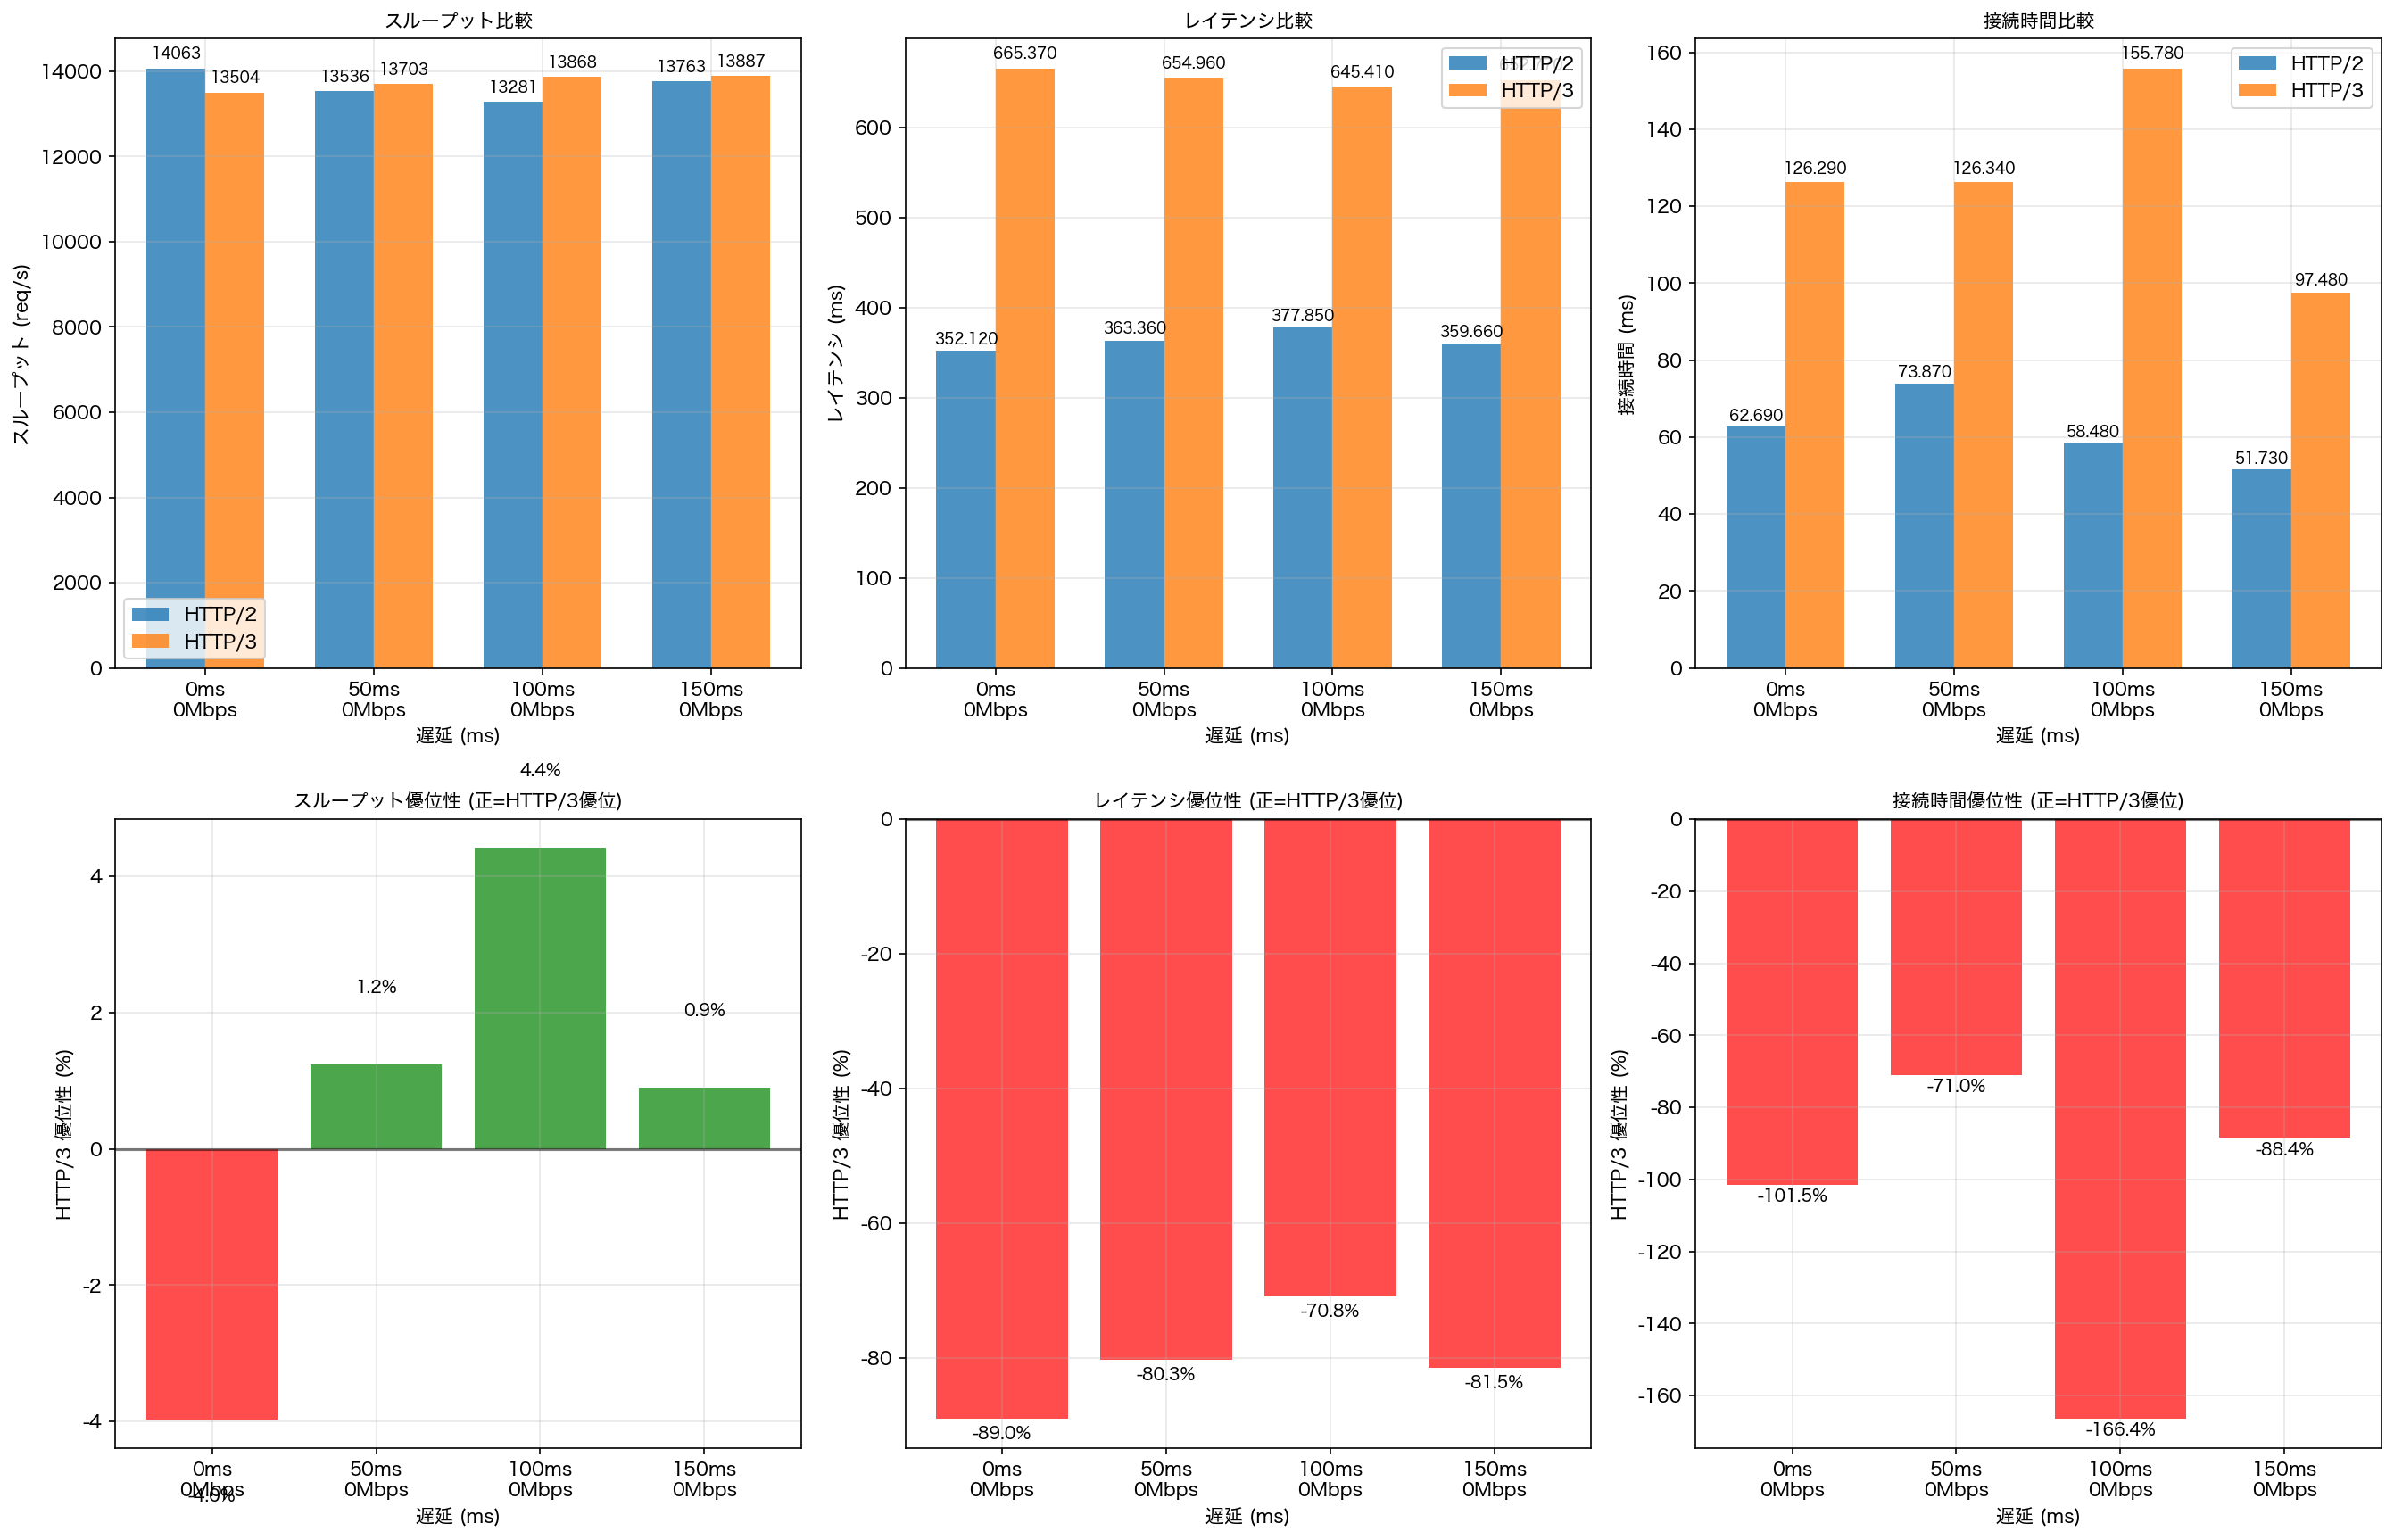 スループット比較
14063
13504
13536
13703
13281
13868
13763
13887
14000
12000
10000
8000
6000
4000
2000
0
スループット (req/s)
HTTP/2
HTTP/3
0ms
0Mbps
50ms
0Mbps
100ms
0Mbps
150ms
0Mbps
遅延 (ms)
レイテンシ比較
665.370
654.960
645.410
352.120
363.360
377.850
359.660
600
500
400
300
200
100
0
レイテンシ (ms)
HTTP/2
HTTP/3
0ms
0Mbps
50ms
0Mbps
100ms
0Mbps
150ms
0Mbps
遅延 (ms)
接続時間比較
126.290
126.340
155.780
97.480
62.690
73.870
58.480
51.730
160
140
120
100
80
60
40
20
0
接続時間 (ms)
HTTP/2
HTTP/3
0ms
0Mbps
50ms
0Mbps
100ms
0Mbps
150ms
0Mbps
遅延 (ms)
4.4%
スループット優位性 (正=HTTP/3優位)
4
2
0
-2
-4
HTTP/3 優位性 (%)
1.2%
0.9%
-4.0%
0ms
0Mbps
50ms
0Mbps
100ms
0Mbps
150ms
0Mbps
遅延 (ms)
レイテンシ優位性 (正=HTTP/3優位)
0
-20
-40
-60
-80
HTTP/3 優位性 (%)
-89.0%
-80.3%
-70.8%
-81.5%
0ms
0Mbps
50ms
0Mbps
100ms
0Mbps
150ms
0Mbps
遅延 (ms)
接続時間優位性 (正=HTTP/3優位)
0
-20
-40
-60
-80
-100
-120
-140
-160
HTTP/3 優位性 (%)
-101.5%
-71.0%
-166.4%
-88.4%
0ms
0Mbps
50ms
0Mbps
100ms
0Mbps
150ms
0Mbps
遅延 (ms)